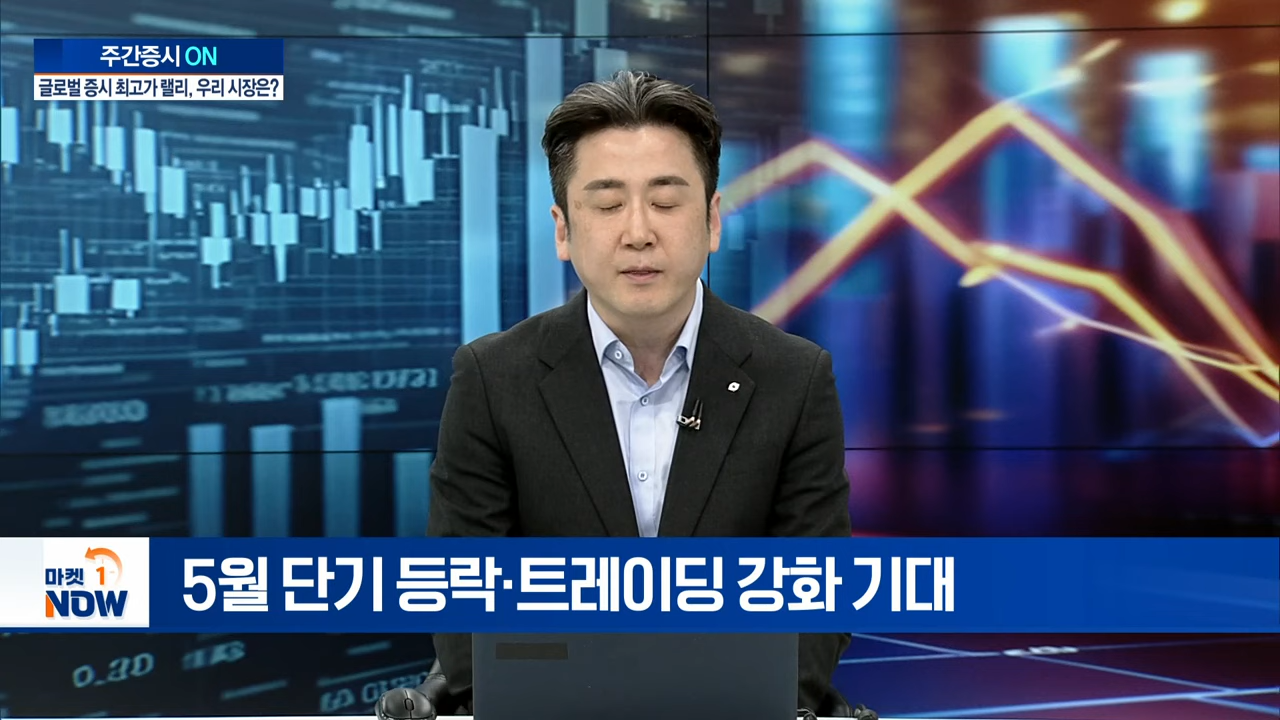 주간증시 ON
글로벌 증시 최고가 랠리, 우리 시장은?
마켓 1
NOW
5월 단기 등락·트레이딩 강화 기대